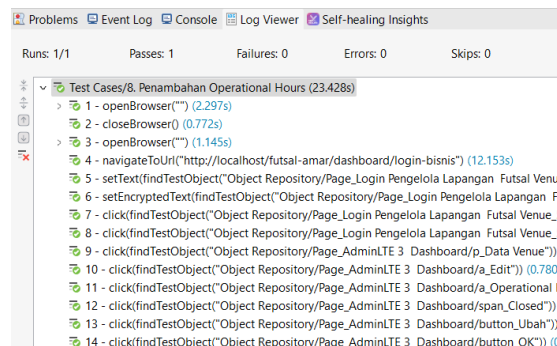 Problems Event Log Console Log Viewer Self-healing Insights
Runs: 1/1 Passes: 1 Failures: 0 Errors: 0 Skips: 0
Test Cases/8. Penambahan Operational Hours (23.428s)
1 - openBrowser("") (2.297s)
2 - closeBrowser() (0.772s)
3 - openBrowser("") (1.145s)
4 - navigateToUrl("http://localhost/futsal-amar/dashboard/login-bisnis") (12.153s)
5 - setText(findTestObject("Object Repository/Page_Login Pengelola Lapangan  Futsal Venu
6 - setEncryptedText(findTestObject("Object Repository/Page_Login Pengelola Lapangan  F
7 - click(findTestObject("Object Repository/Page_Login Pengelola Lapangan  Futsal Venue_
8 - click(findTestObject("Object Repository/Page_Login Pengelola Lapangan  Futsal Venue_
9 - click(findTestObject("Object Repository/Page_AdminLTE 3  Dashboard/p_Data Venue"))
10 - click(findTestObject("Object Repository/Page_AdminLTE 3  Dashboard/a_Edit")) (0.780
11 - click(findTestObject("Object Repository/Page_AdminLTE 3  Dashboard/a_Operational
12 - click(findTestObject("Object Repository/Page_AdminLTE 3  Dashboard/span_Closed"))
13 - click(findTestObject("Object Repository/Page_AdminLTE 3  Dashboard/button_Ubah"))
14 - click(findTestObject("Object Repository/Page_AdminLTE 3  Dashboard/button_OK")) (0